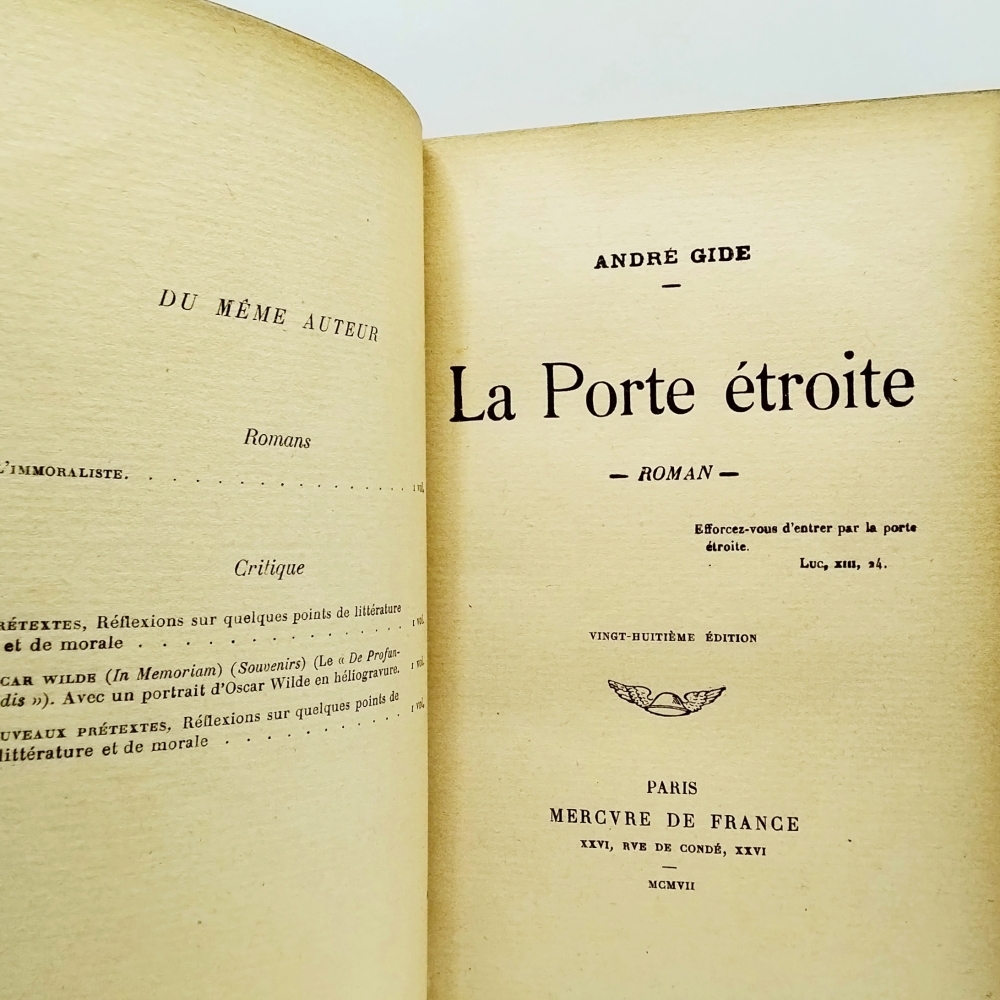 DU MÊME AUTEUR
Romans
L'IMMORALISTE. . . . . . . . . . . . . . . . 1 vol.
Critique
RÉTEXTES, Réflexions sur quelques points de littérature
et de morale . . . . . . . . . . . 1 vol.
CAR WILDE (In Memoriam) (Souvenirs) (Le « De Profun-
dis »). Avec un portrait d'Oscar Wilde en héliogravure. 1 vol.
UVEAUX PRÉTEXTES, Réflexions sur quelques points de
littérature et de morale . . . . . . . . . 1 vol.
ANDRÉ GIDE
La Porte étroite
— ROMAN —
Efforcez-vous d'entrer par la porte
étroite.
Luc, XIII, 24.
VINGT-HUITIÈME ÉDITION
PARIS
MERCVRE DE FRANCE
XXVI, RVE DE CONDÉ, XXVI
MCMVII